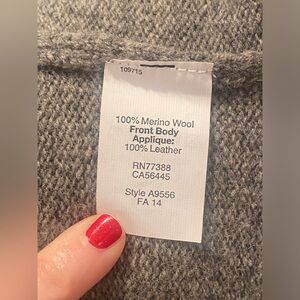 109715
100% Merino Wool
Front Body
Applique:
100% Leather
RN77388
CA56445
Style A9556
FA 14